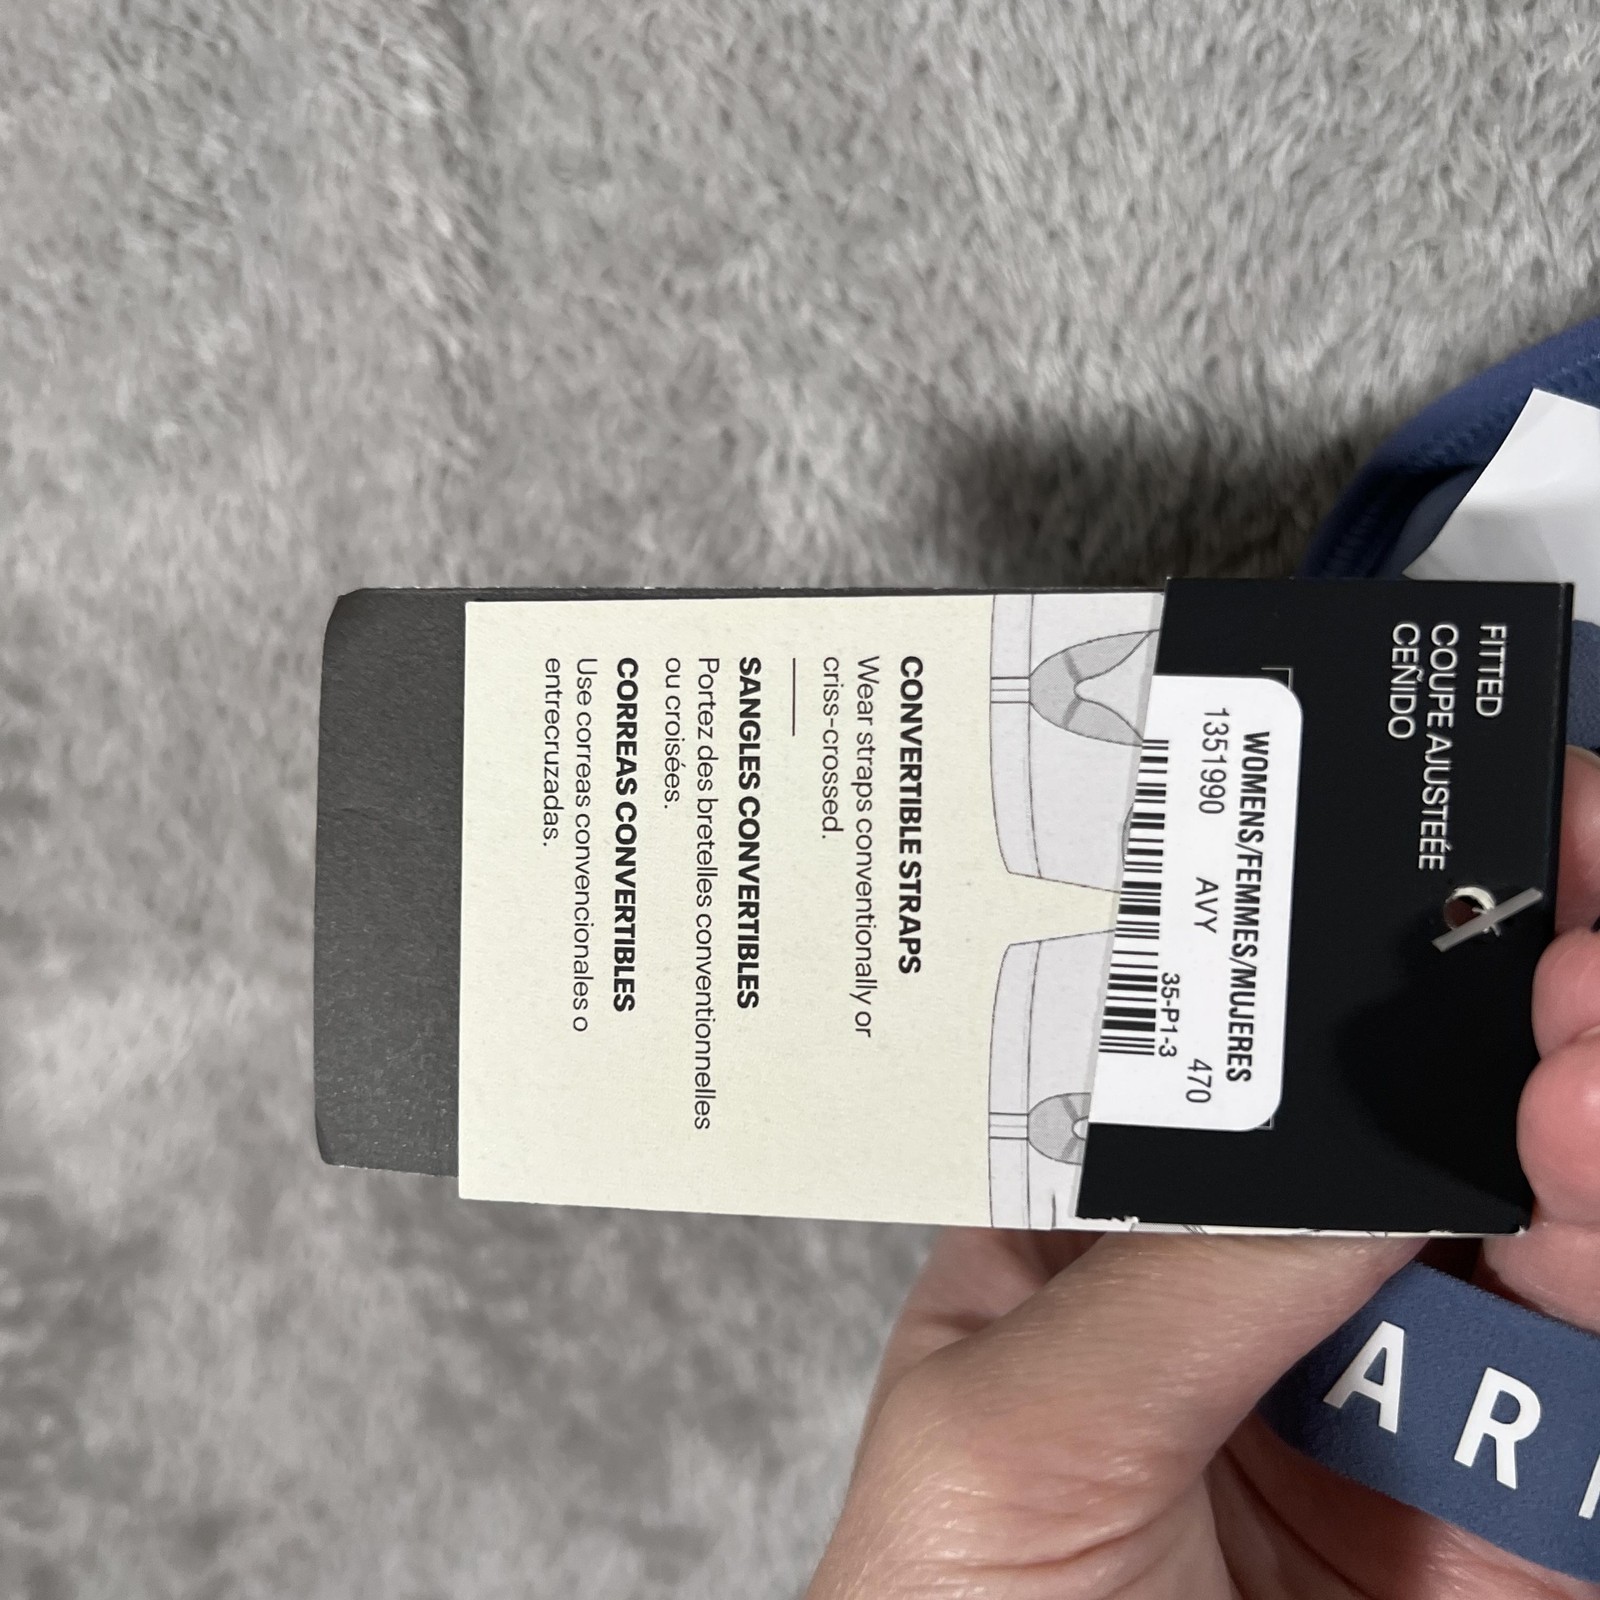 FITTED
COUPE AJUSTEÉE
CEÑIDO
WOMENS/FEMMES/MUJERES
1351990 AVY 470
35-P1-3
CONVERTIBLE STRAPS
Wear straps conventionally or
criss-crossed.
SANGLES CONVERTIBLES
Portez des bretelles conventionnelles
ou croisées.
CORREAS CONVERTIBLES
Use correas convencionales o
entrecruzadas.
AR